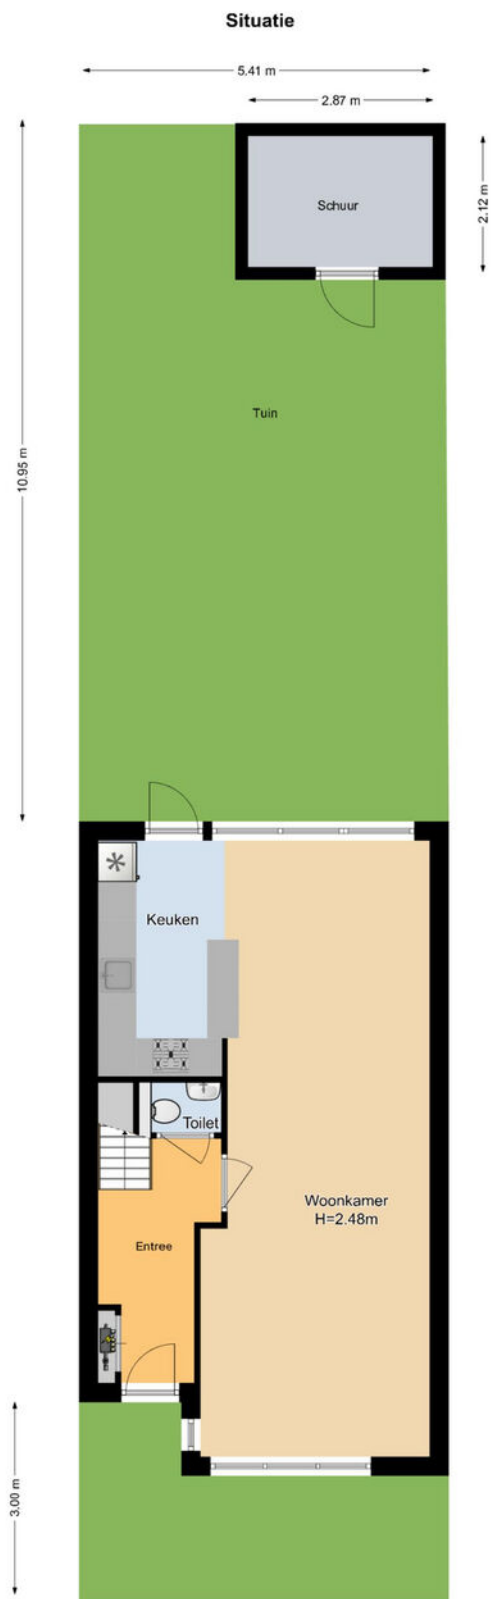 Situatie
5.41 m
2.87 m
Schuur
2.12 m
Tuin
10.95 m
Keuken
Toilet
Woonkamer
H=2.48m
Entree
3.00 m